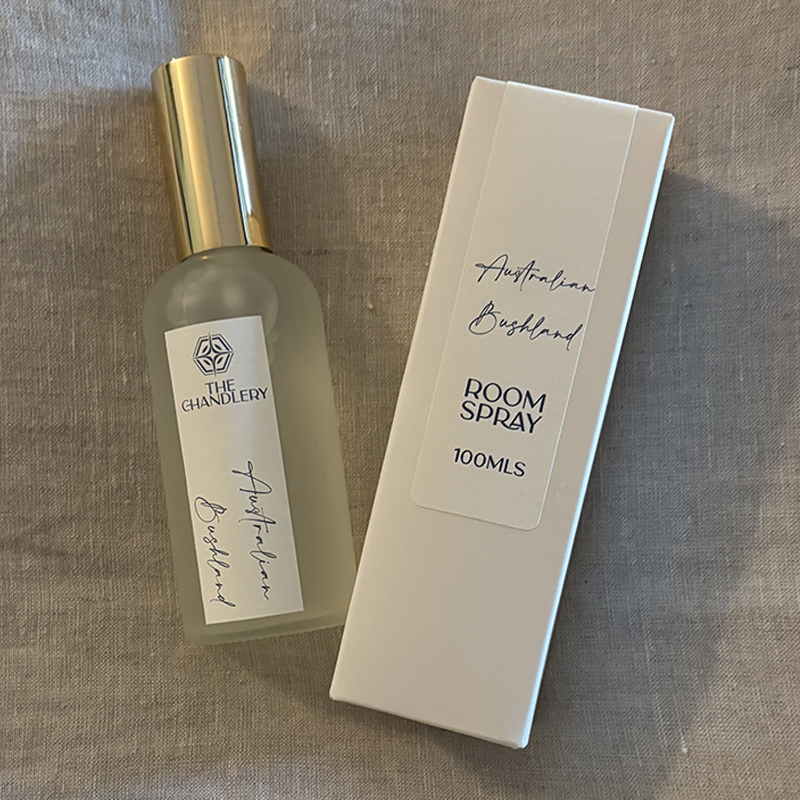 THE
CHANDLERY
Australian
Bushland
Australian
Bushland
ROOM
SPRAY
100MLS